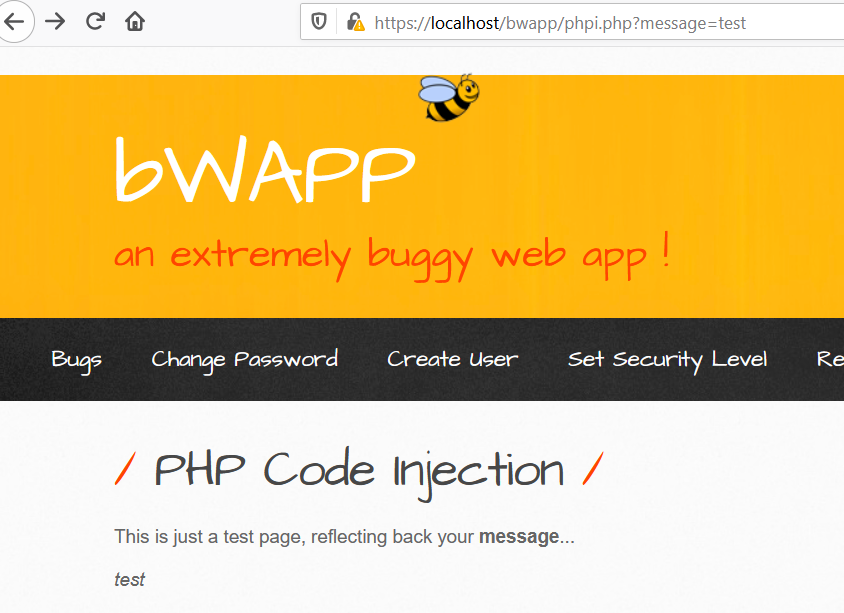 https://localhost/bwapp/phpi.php?message=test
bWAPP
an extremely buggy web app !
Bugs Change Password Create User Set Security Level Re
/ PHP Code Injection /
This is just a test page, reflecting back your message...
test